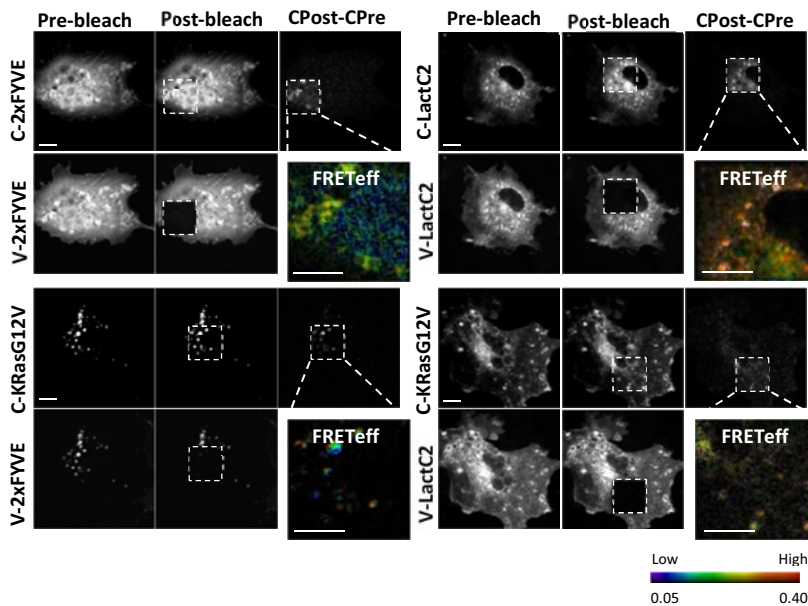 Pre-bleach Post-bleach CPost-CPre
Pre-bleach Post-bleach CPost-CPre
C-2xFYVE
C-LactC2
V-2xFYVE
FRETeff
V-LactC2
FRETeff
C-KRasG12V
C-KRasG12V
V-2xFYVE
FRETeff
V-LactC2
FRETeff
Low High
0.05 0.40